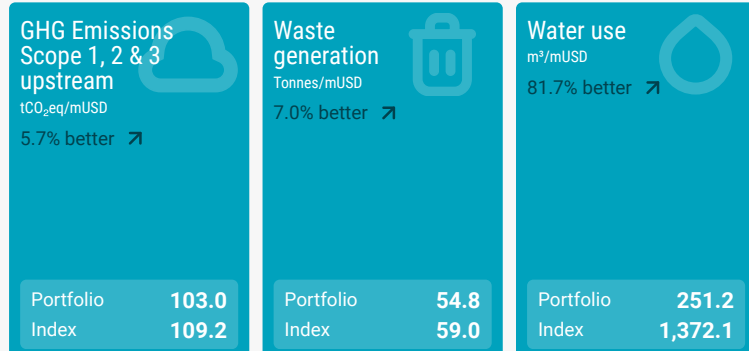 GHG Emissions
Scope 1, 2 & 3
upstream
tCO₂eq/mUSD
5.7% better
Portfolio 103.0
Index 109.2
Waste
generation
Tonnes/mUSD
7.0% better
Portfolio 54.8
Index 59.0
Water use
m³/mUSD
81.7% better
Portfolio 251.2
Index 1,372.1